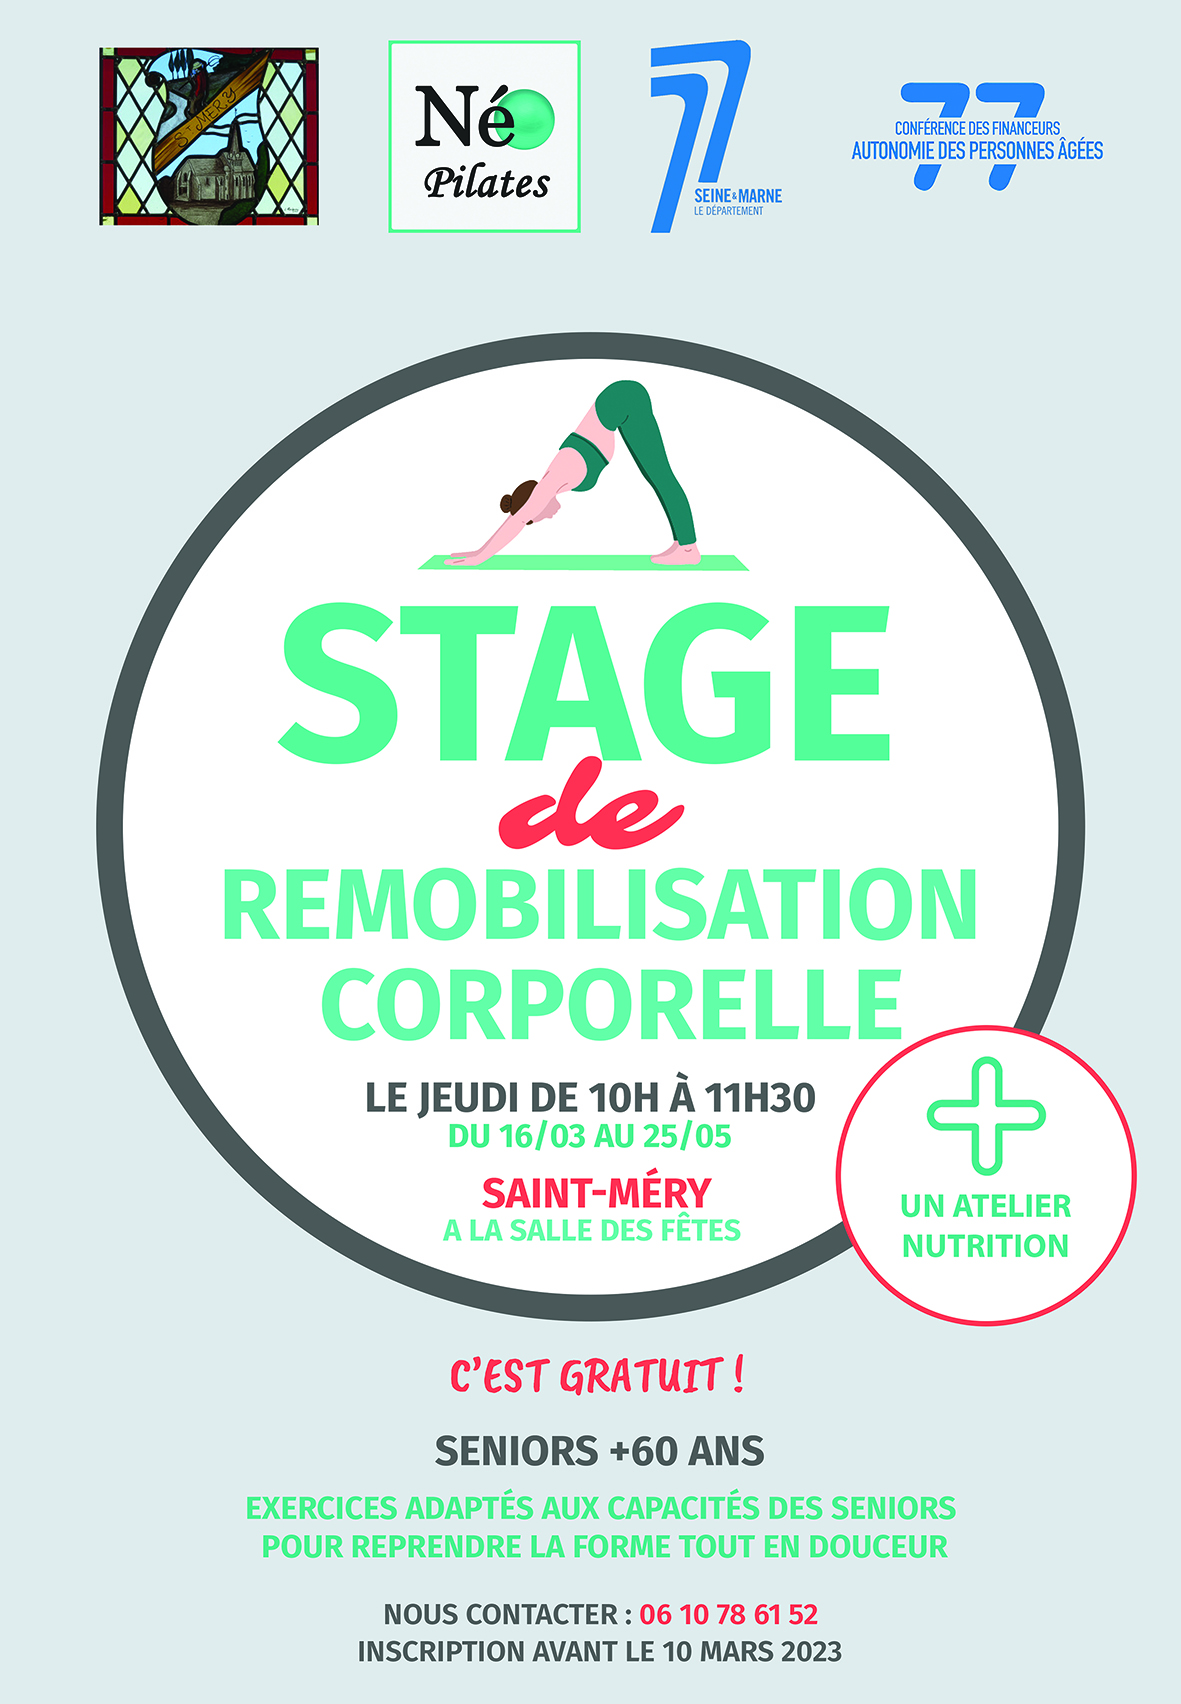 ST MERY
Né
Pilates
SEINE & MARNE
LE DÉPARTEMENT
77
CONFÉRENCE DES FINANCEURS
AUTONOMIE DES PERSONNES ÂGÉES
STAGE
de
REMOBILISATION
CORPORELLE
LE JEUDI DE 10H À 11H30
DU 16/03 AU 25/05
SAINT-MÉRY
A LA SALLE DES FÊTES
UN ATELIER
NUTRITION
C'EST GRATUIT !
SENIORS +60 ANS
EXERCICES ADAPTÉS AUX CAPACITÉS DES SENIORS
POUR REPRENDRE LA FORME TOUT EN DOUCEUR
NOUS CONTACTER : 06 10 78 61 52
INSCRIPTION AVANT LE 10 MARS 2023